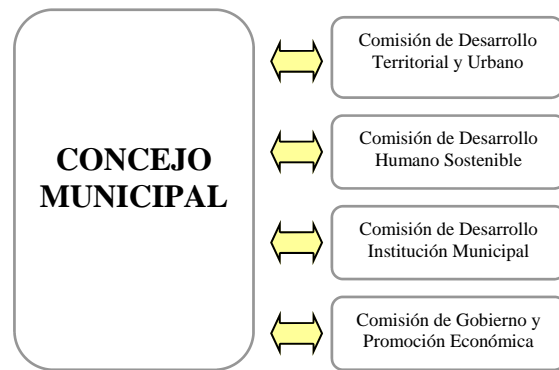 CONCEJO
MUNICIPAL
Comisión de Desarrollo
Territorial y Urbano
Comisión de Desarrollo
Humano Sostenible
Comisión de Desarrollo
Institución Municipal
Comisión de Gobierno y
Promoción Económica